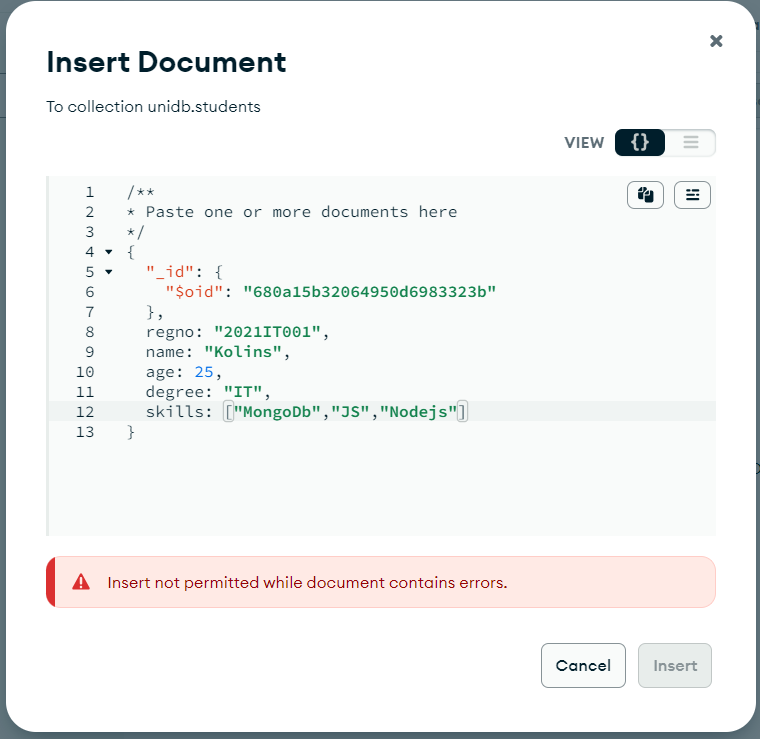 Insert Document
To collection unidb.students
VIEW {}
1 /**
2 * Paste one or more documents here
3 */
4 {
5 "_id": {
6 "$oid": "680a15b32064950d6983323b"
7 },
8 regno: "2021IT001",
9 name: "Kolins",
10 age: 25,
11 degree: "IT",
12 skills: ["MongoDb","JS","Nodejs"]
13 }
Insert not permitted while document contains errors.
Cancel Insert